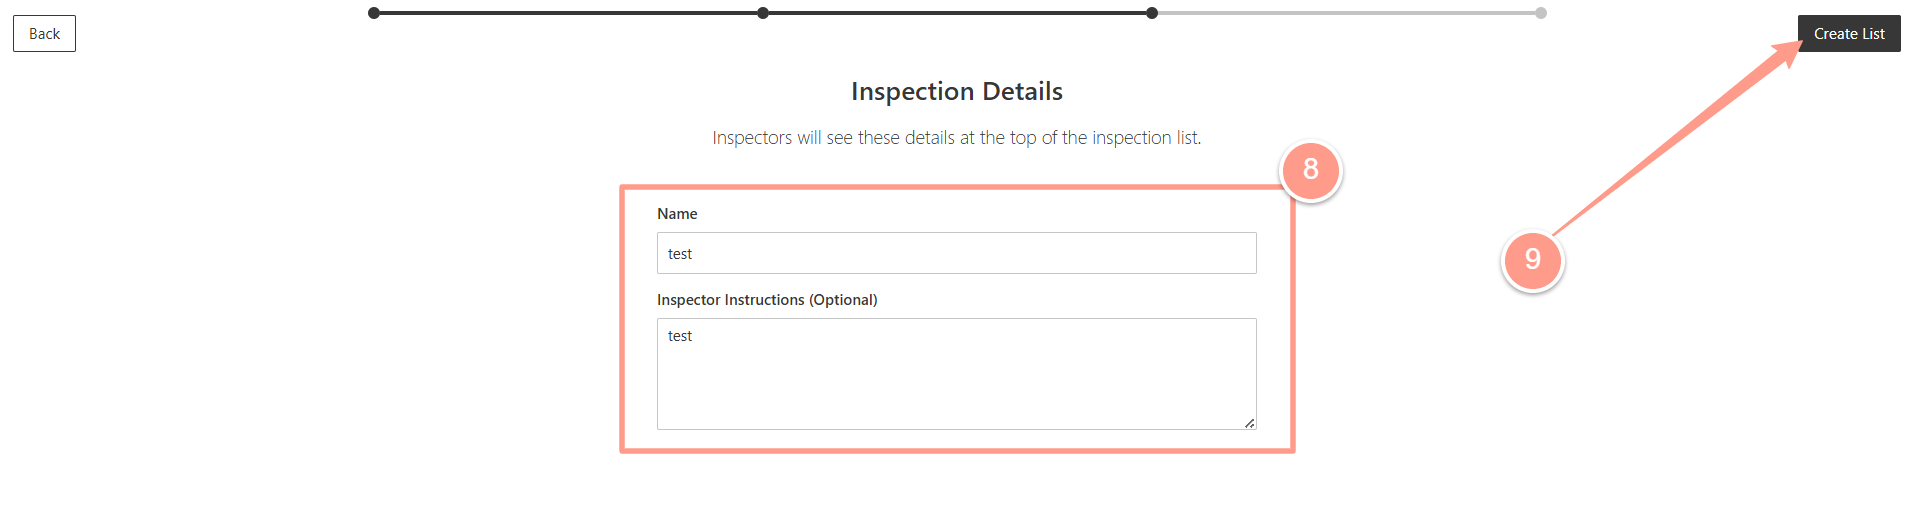 Back
Create List
Inspection Details
Inspectors will see these details at the top of the inspection list.
8
Name
test
9
Inspector Instructions (Optional)
test